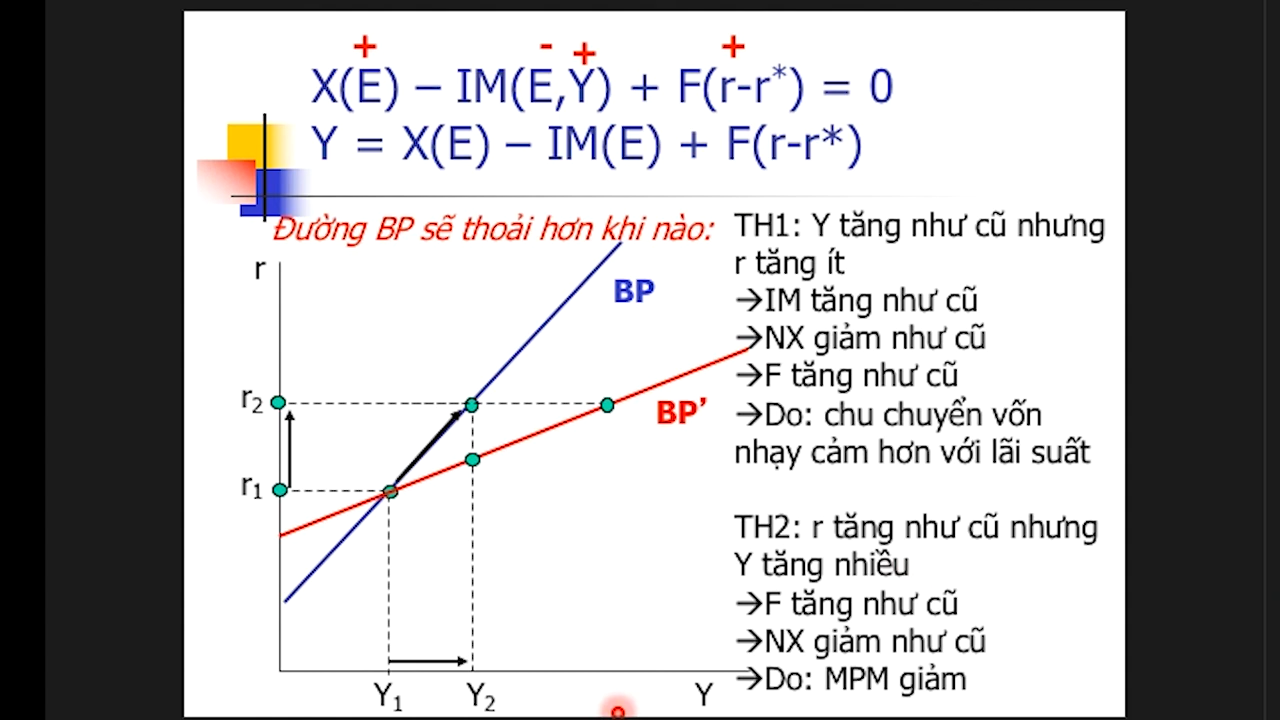 + - + +
X(E) – IM(E,Y) + F(r-r*) = 0
Y = X(E) – IM(E) + F(r-r*)
Đường BP sẽ thoải hơn khi nào:
r
BP
r2
BP’
r1
Y1 Y2 Y
TH1: Y tăng như cũ nhưng
r tăng ít
→IM tăng như cũ
→NX giảm như cũ
→F tăng như cũ
→Do: chu chuyển vốn
nhạy cảm hơn với lãi suất
TH2: r tăng như cũ nhưng
Y tăng nhiều
→F tăng như cũ
→NX giảm như cũ
→Do: MPM giảm